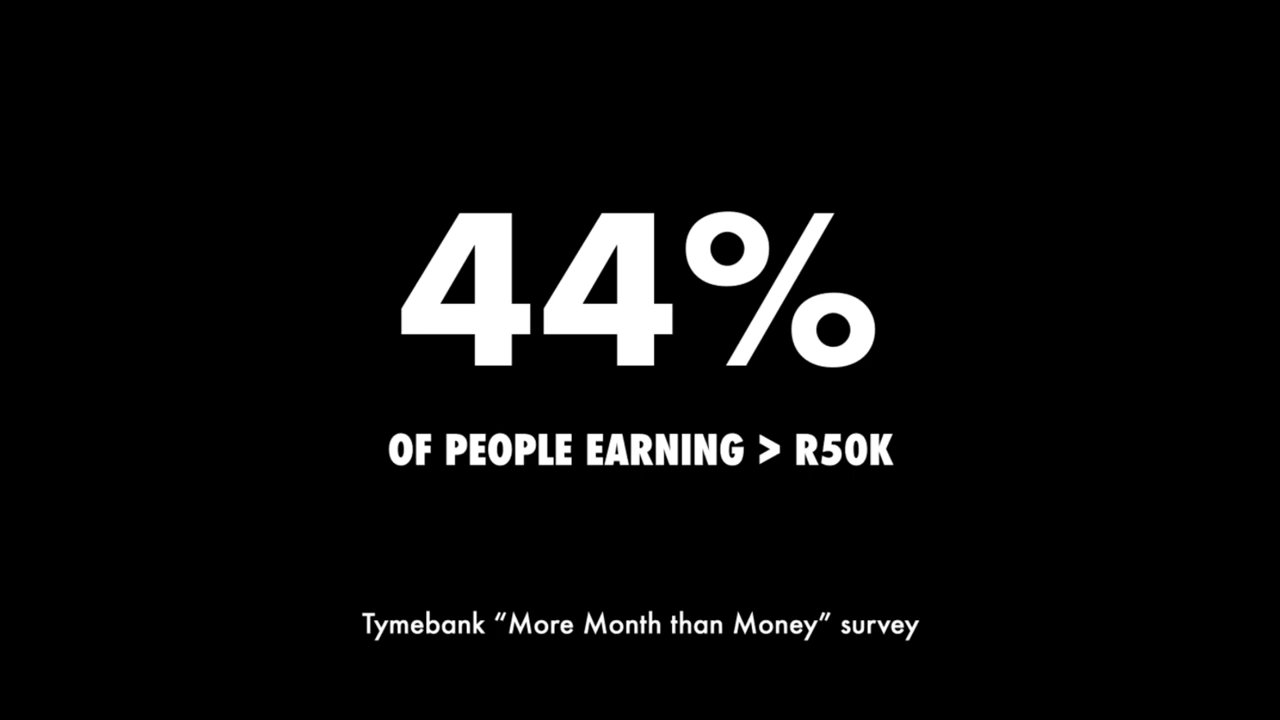 44%
OF PEOPLE EARNING > R50K
Tymebank “More Month than Money” survey